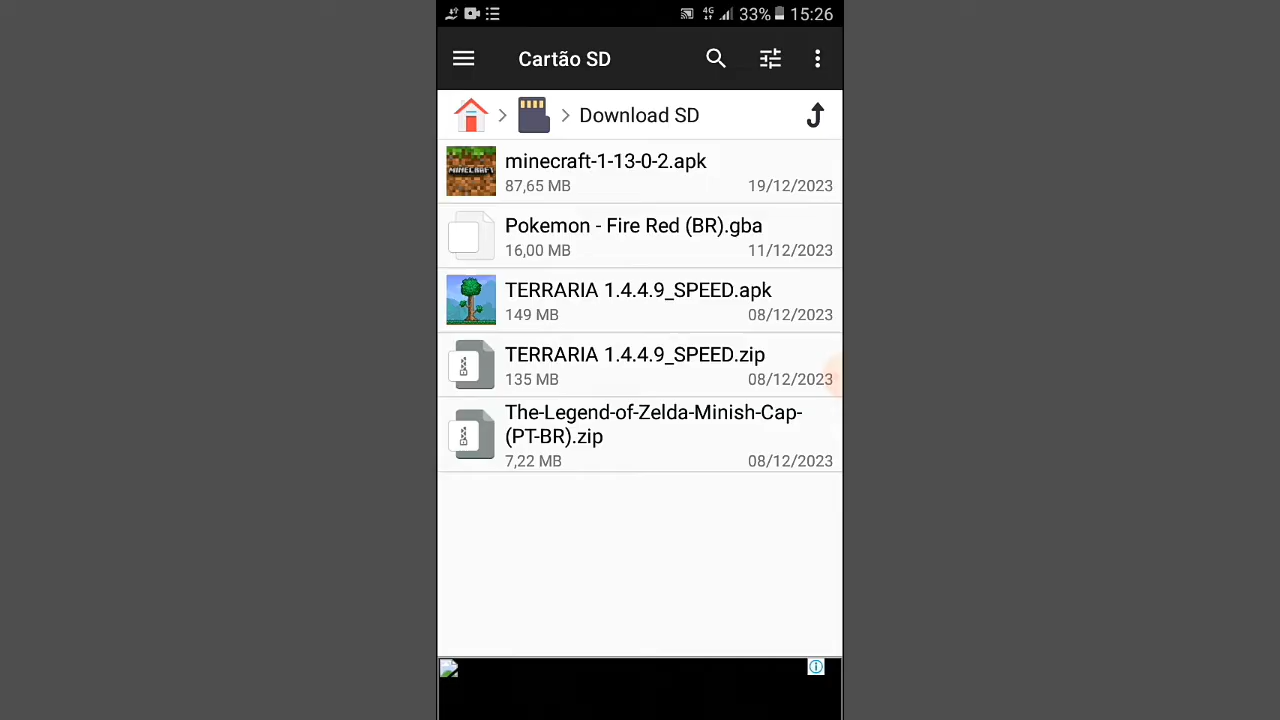 4G 33% 15:26
Cartão SD
Download SD
MINECRAFT
minecraft-1-13-0-2.apk
87,65 MB 19/12/2023
Pokemon - Fire Red (BR).gba
16,00 MB 11/12/2023
TERRARIA 1.4.4.9_SPEED.apk
149 MB 08/12/2023
TERRARIA 1.4.4.9_SPEED.zip
135 MB 08/12/2023
The-Legend-of-Zelda-Minish-Cap-
(PT-BR).zip
7,22 MB 08/12/2023